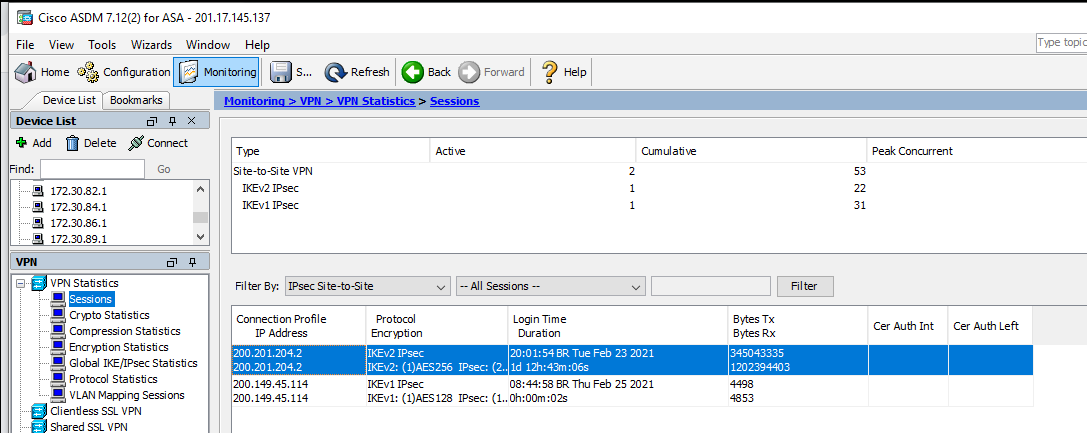 Cisco ASDM 7.12(2) for ASA - 201.17.145.137
File View Tools Wizards Window Help
Type topic
Home Configuration Monitoring S... Refresh Back Forward Help
Device List Bookmarks
Monitoring > VPN > VPN Statistics > Sessions
Device List
Add Delete Connect
Find: Go
172.30.82.1
172.30.84.1
172.30.86.1
172.30.89.1
VPN
VPN Statistics
Sessions
Crypto Statistics
Compression Statistics
Encryption Statistics
Global IKE/IPsec Statistics
Protocol Statistics
VLAN Mapping Sessions
Clientless SSL VPN
Shared SSL VPN
Type Active Cumulative Peak Concurrent
Site-to-Site VPN 2 53
IKEv2 IPsec 1 22
IKEv1 IPsec 1 31
Filter By: IPsec Site-to-Site -- All Sessions -- Filter
Connection Profile Protocol Login Time Bytes Tx Cer Auth Int Cer Auth Left
IP Address Encryption Duration Bytes Rx
200.201.204.2 IKEv2 IPsec 20:01:54 BR Tue Feb 23 2021 345043335
200.201.204.2 IKEv2: (1)AES256 IPsec: (2... 1d 12h:43m:06s 1202394403
200.149.45.114 IKEv1 IPsec 08:44:58 BR Thu Feb 25 2021 4498
200.149.45.114 IKEv1: (1)AES128 IPsec: (1... 0h:00m:02s 4853